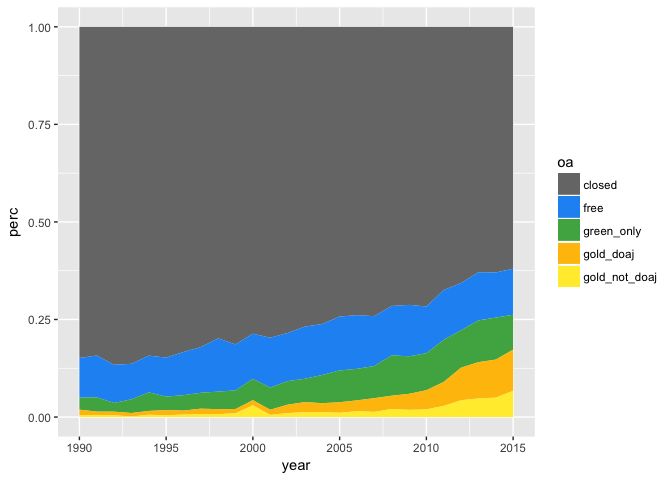 1.00
0.75
0.50
0.25
0.00
perc
1990
1995
2000
2005
2010
2015
year
oa
closed
free
green_only
gold_doaj
gold_not_doaj